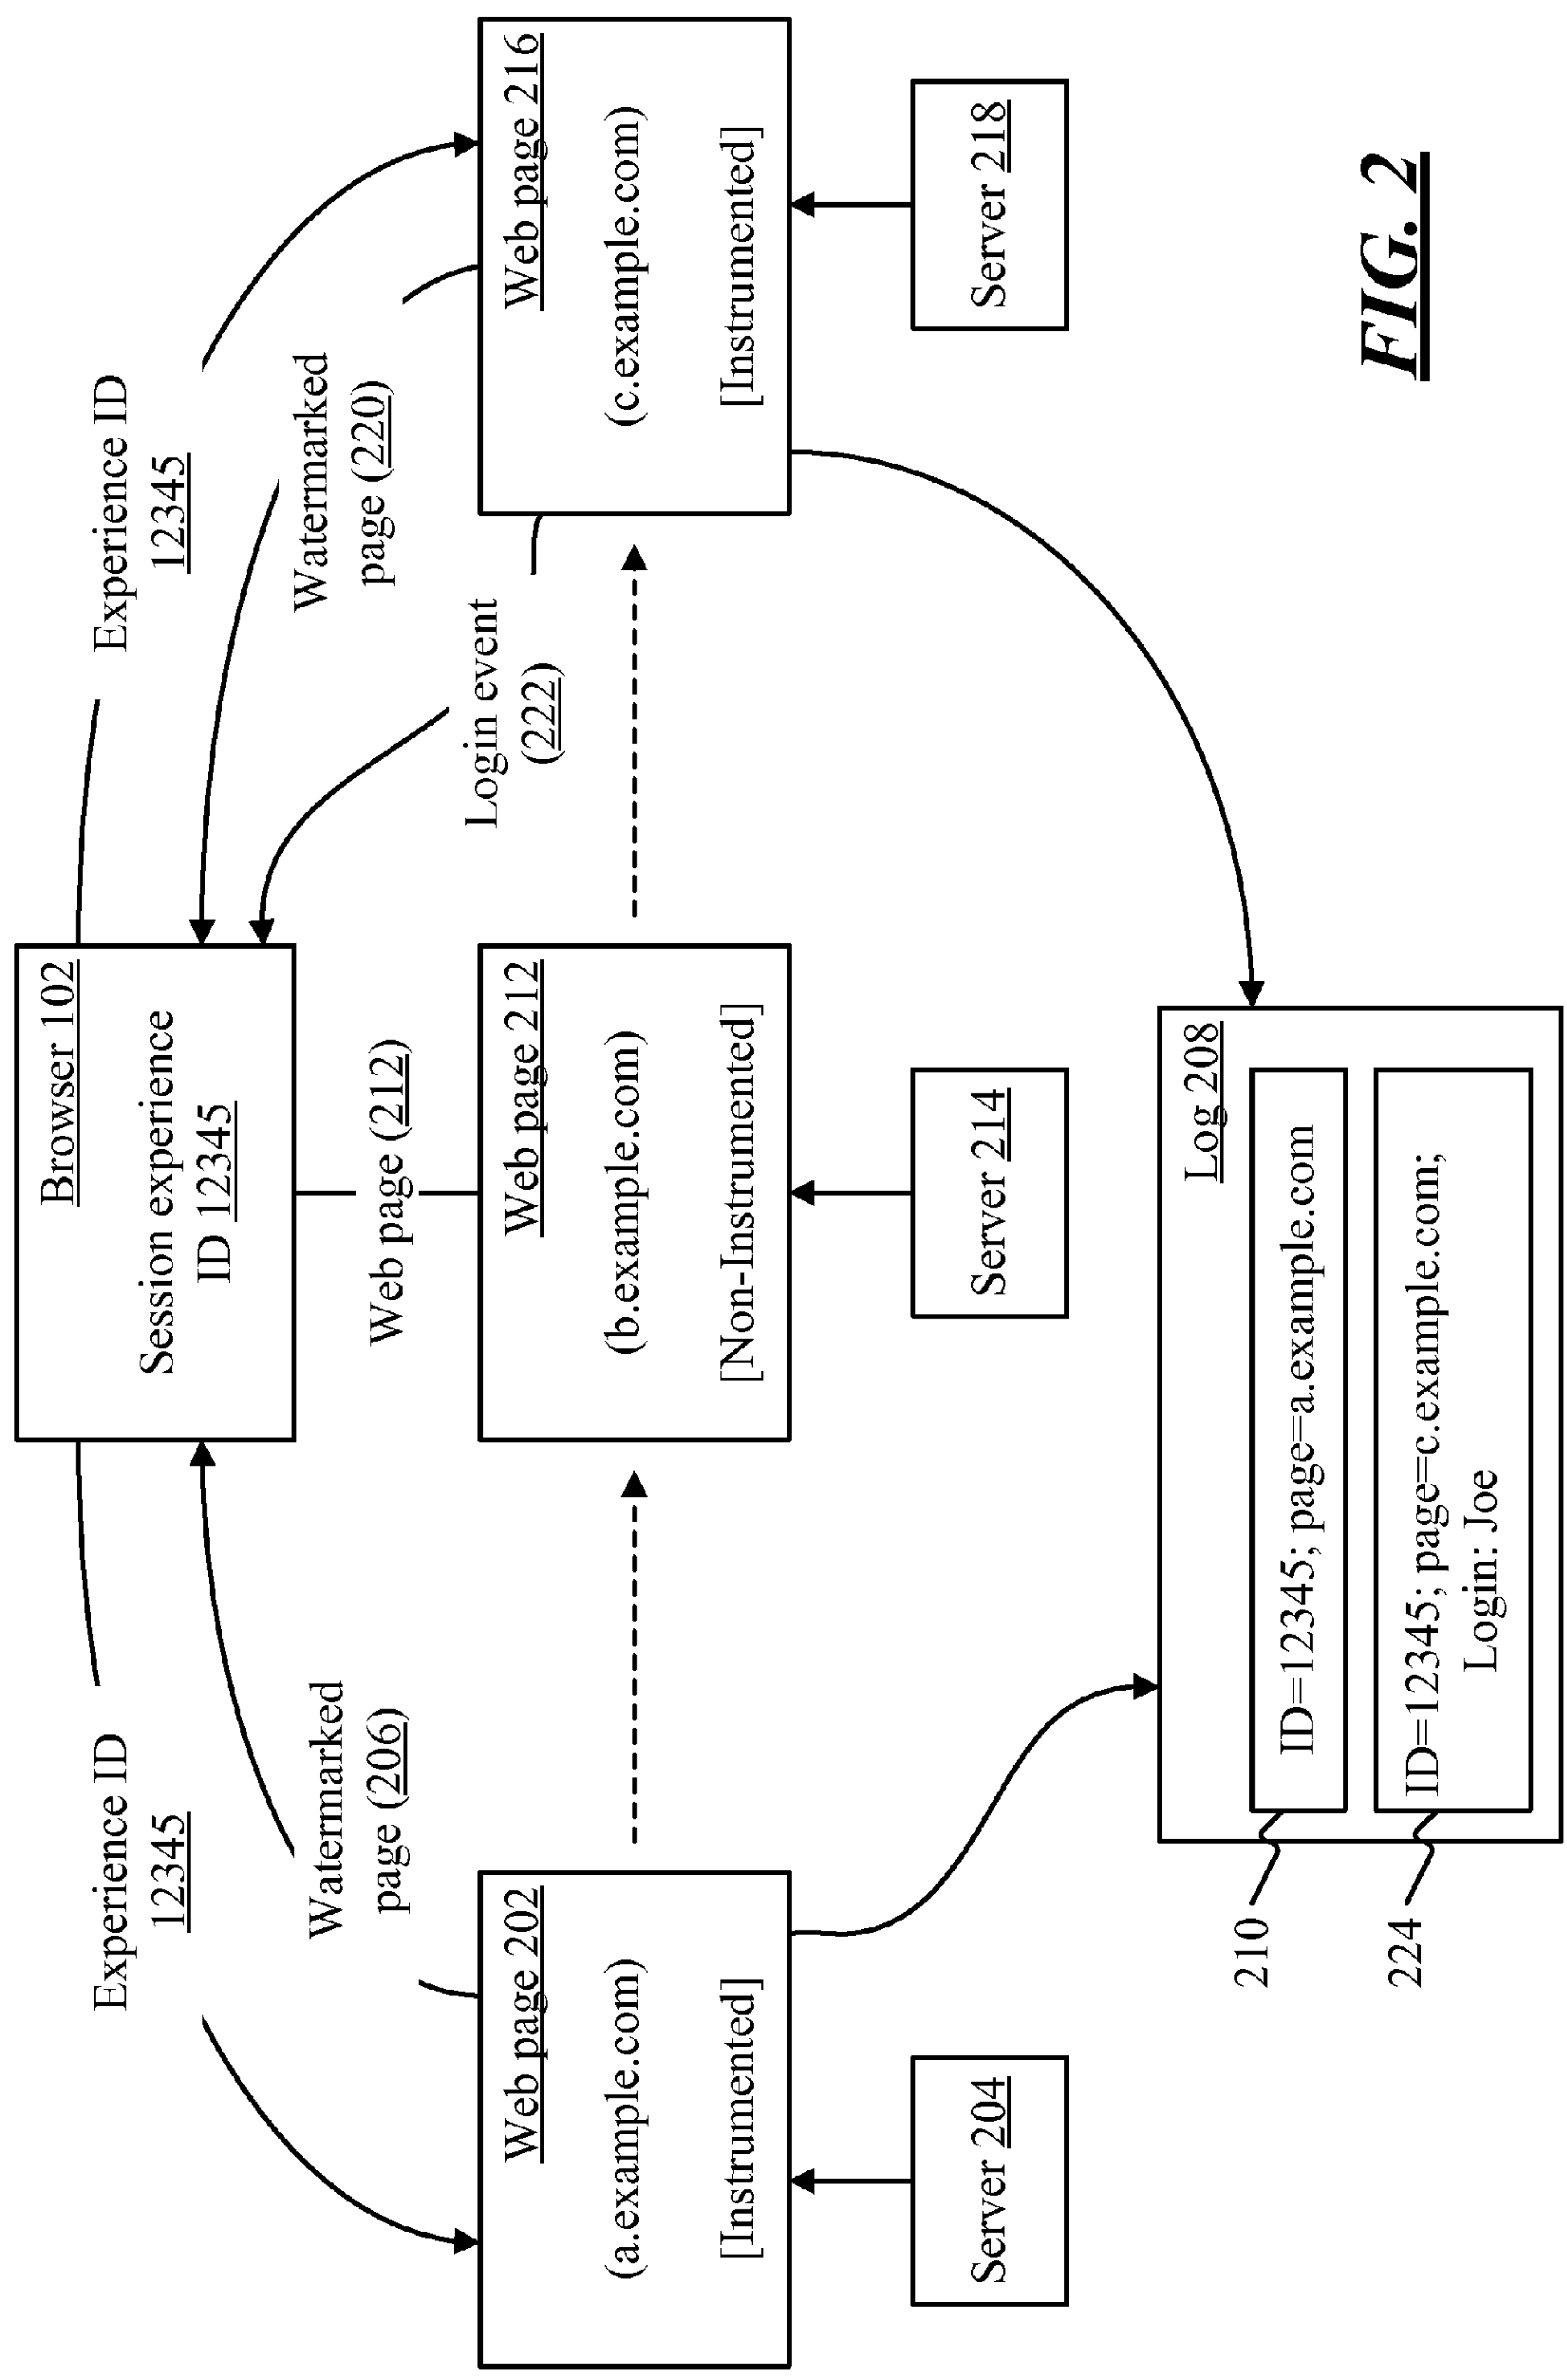 Browser 102
Session experience
ID 12345
Experience ID
12345
Experience ID
12345
Watermarked
page (206)
Web page (212)
Watermarked
page (220)
Login event
(222)
Web page 202
(a.example.com)
[Instrumented]
Web page 212
(b.example.com)
[Non-Instrumented]
Web page 216
(c.example.com)
[Instrumented]
Server 204
Server 214
Server 218
Log 208
210
ID=12345; page=a.example.com
224
ID=12345; page=c.example.com;
Login: Joe
FIG. 2